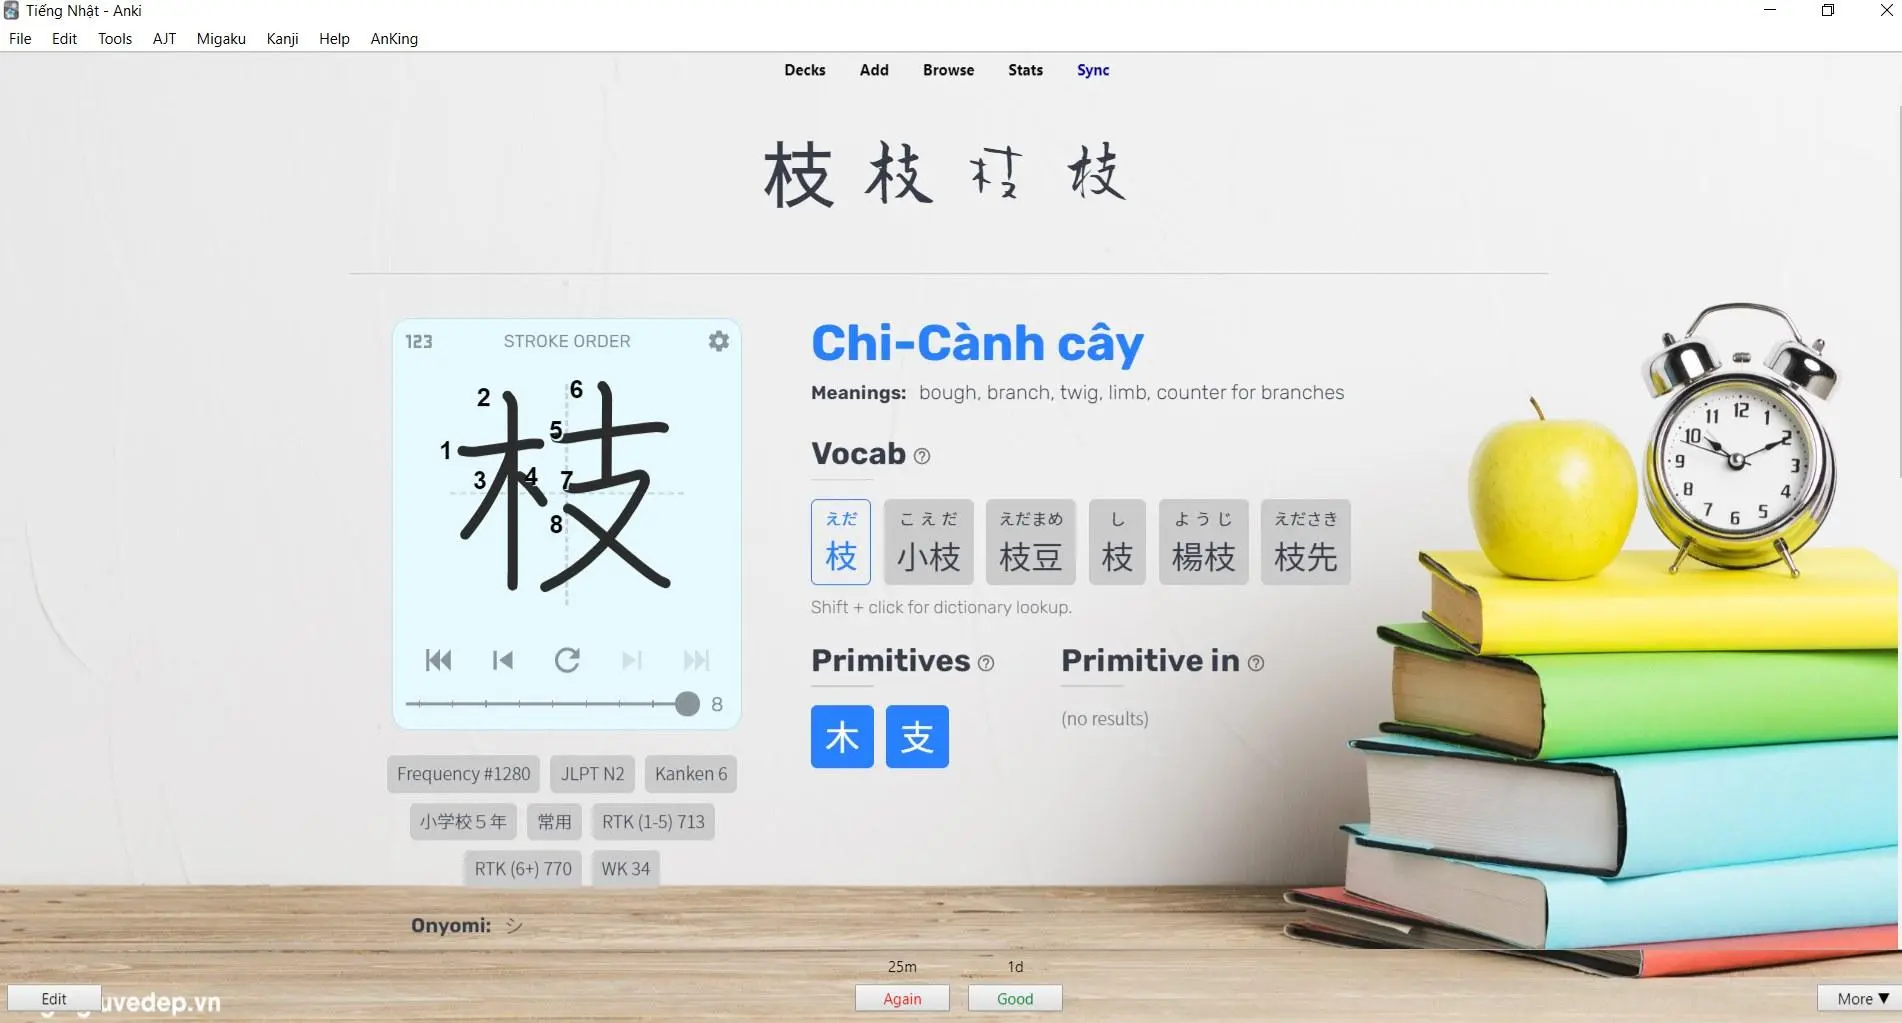 Tiếng Nhật - Anki
File Edit Tools AJT Migaku Kanji Help AnKing
Decks Add Browse Stats Sync
枝 枝 枝 枝
123 STROKE ORDER
1 2 3 4 5 6 7 8
8
Frequency #1280 JLPT N2 Kanken 6
小学校５年 常用 RTK (1-5) 713
RTK (6+) 770 WK 34
Onyomi: シ
Chi-Cành cây
Meanings: bough, branch, twig, limb, counter for branches
Vocab
えだ こえだ えだまめ し ようじ えださき
枝 小枝 枝豆 枝 楊枝 枝先
Shift + click for dictionary lookup.
Primitives
木 支
Primitive in
(no results)
12 1 2 3 4 5 6 7 8 9 10 11
25m 1d
Edit Again Good More ▼
uvedep.vn